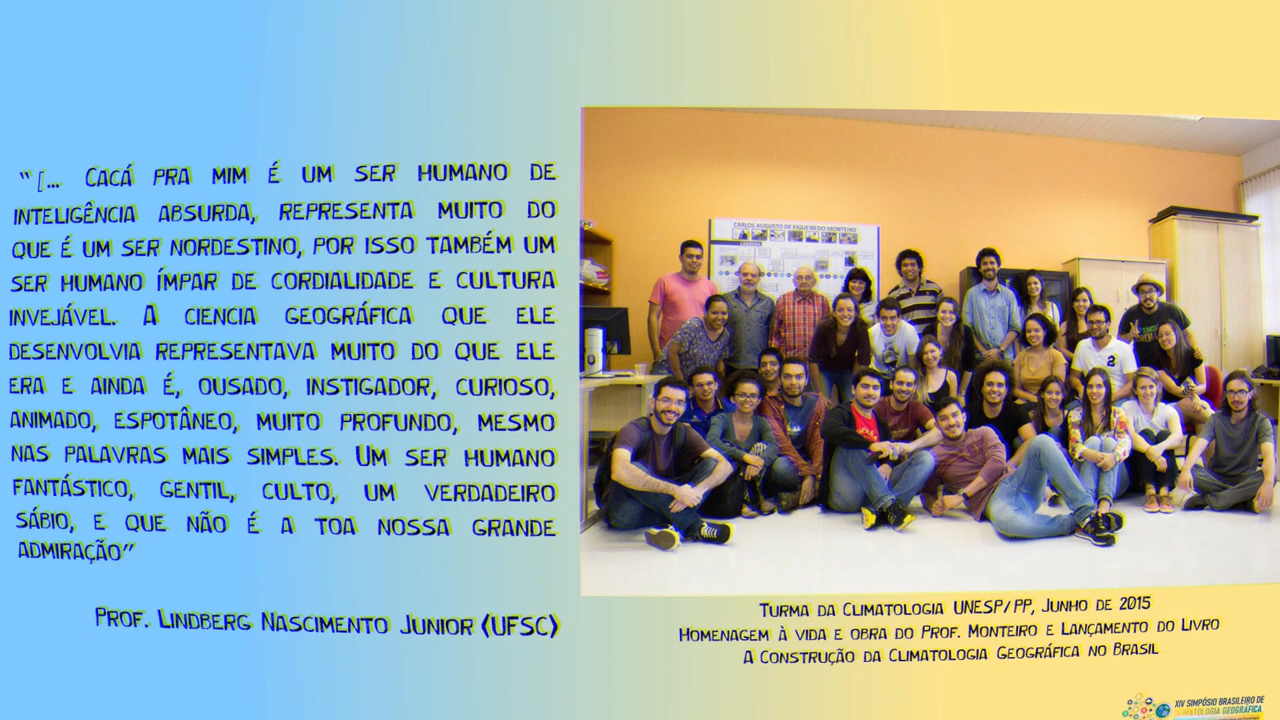 "[... Cacá pra mim é um ser humano de
inteligência absurda, representa muito do
que é um ser nordestino, por isso também um
ser humano ímpar de cordialidade e cultura
invejável. A ciencia geográfica que ele
desenvolvia representava muito do que ele
era e ainda é, ousado, instigador, curioso,
animado, espotâneo, muito profundo, mesmo
nas palavras mais simples. Um ser humano
fantástico, gentil, culto, um verdadeiro
sábio, e que não é a toa nossa grande
admiração"
Prof. Lindberg Nascimento Junior (UFSC)
CARLOS AUGUSTO DE FIGUEIREDO MONTEIRO
Turma da Climatologia UNESP/PP, Junho de 2015
Homenagem à vida e obra do Prof. Monteiro e Lançamento do Livro
A Construção da Climatologia Geográfica no Brasil
XIV SIMPÓSIO BRASILEIRO DE
CLIMATOLOGIA GEOGRÁFICA